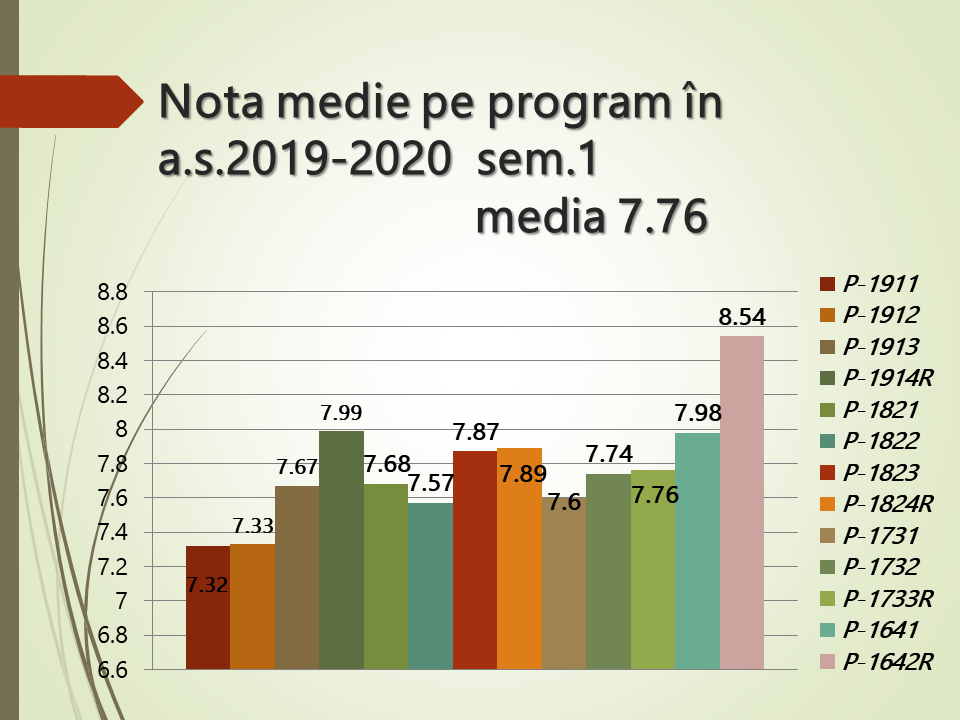 Nota medie pe program în
a.s.2019-2020 sem.1
media 7.76
8.8
8.6
8.4
8.2
8
7.8
7.6
7.4
7.2
7
6.8
6.6
7.32
7.33
7.67
7.99
7.68
7.57
7.87
7.89
7.6
7.74
7.76
7.98
8.54
P-1911
P-1912
P-1913
P-1914R
P-1821
P-1822
P-1823
P-1824R
P-1731
P-1732
P-1733R
P-1641
P-1642R